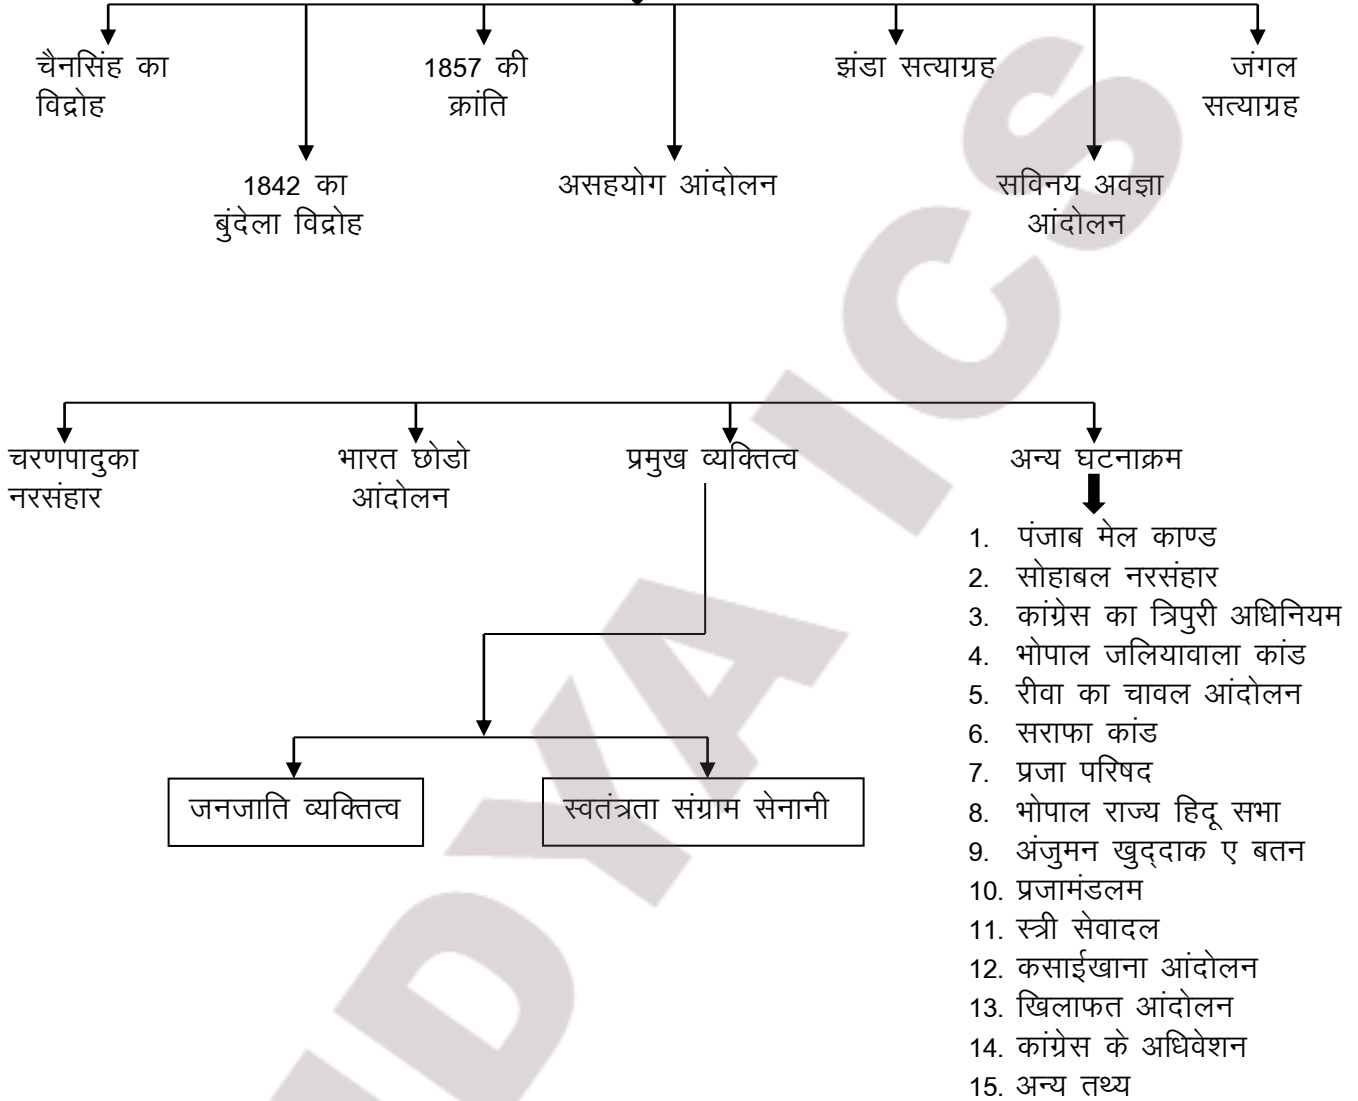 चैनसिंह का
विद्रोह
1857 की
क्रांति
झंडा सत्याग्रह
जंगल
सत्याग्रह
1842 का
बुंदेला विद्रोह
असहयोग आंदोलन
सविनय अवज्ञा
आंदोलन
चरणपादुका
नरसंहार
भारत छोडो
आंदोलन
प्रमुख व्यक्तित्व
अन्य घटनाक्रम
जनजाति व्यक्तित्व
स्वतंत्रता संग्राम सेनानी
1. पंजाब मेल काण्ड
2. सोहाबल नरसंहार
3. कांग्रेस का त्रिपुरी अधिनियम
4. भोपाल जलियावाला कांड
5. रीवा का चावल आंदोलन
6. सराफा कांड
7. प्रजा परिषद
8. भोपाल राज्य हिदू सभा
9. अंजुमन खुद्दाक ए बतन
10. प्रजामंडलम
11. स्त्री सेवादल
12. कसाईखाना आंदोलन
13. खिलाफत आंदोलन
14. कांग्रेस के अधिवेशन
15. अन्य तथ्य
NDYA ICS